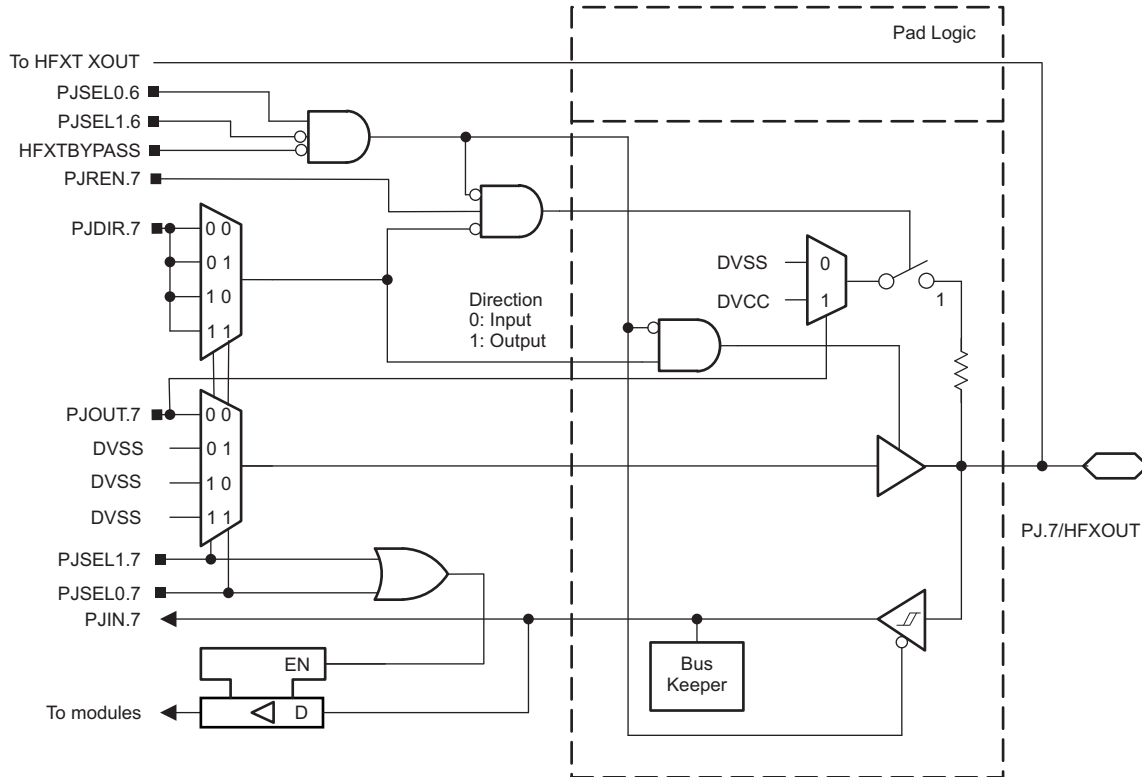 Pad Logic
To HFXT XOUT
PJSEL0.6
PJSEL1.6
HFXTBYPASS
PJREN.7
PJDIR.7
0 0
0 1
1 0
1 1
Direction
0: Input
1: Output
DVSS
0
DVCC
1
1
PJOUT.7
0 0
DVSS
0 1
DVSS
1 0
DVSS
1 1
PJ.7/HFXOUT
PJSEL1.7
PJSEL0.7
PJIN.7
EN
Bus
Keeper
To modules
D